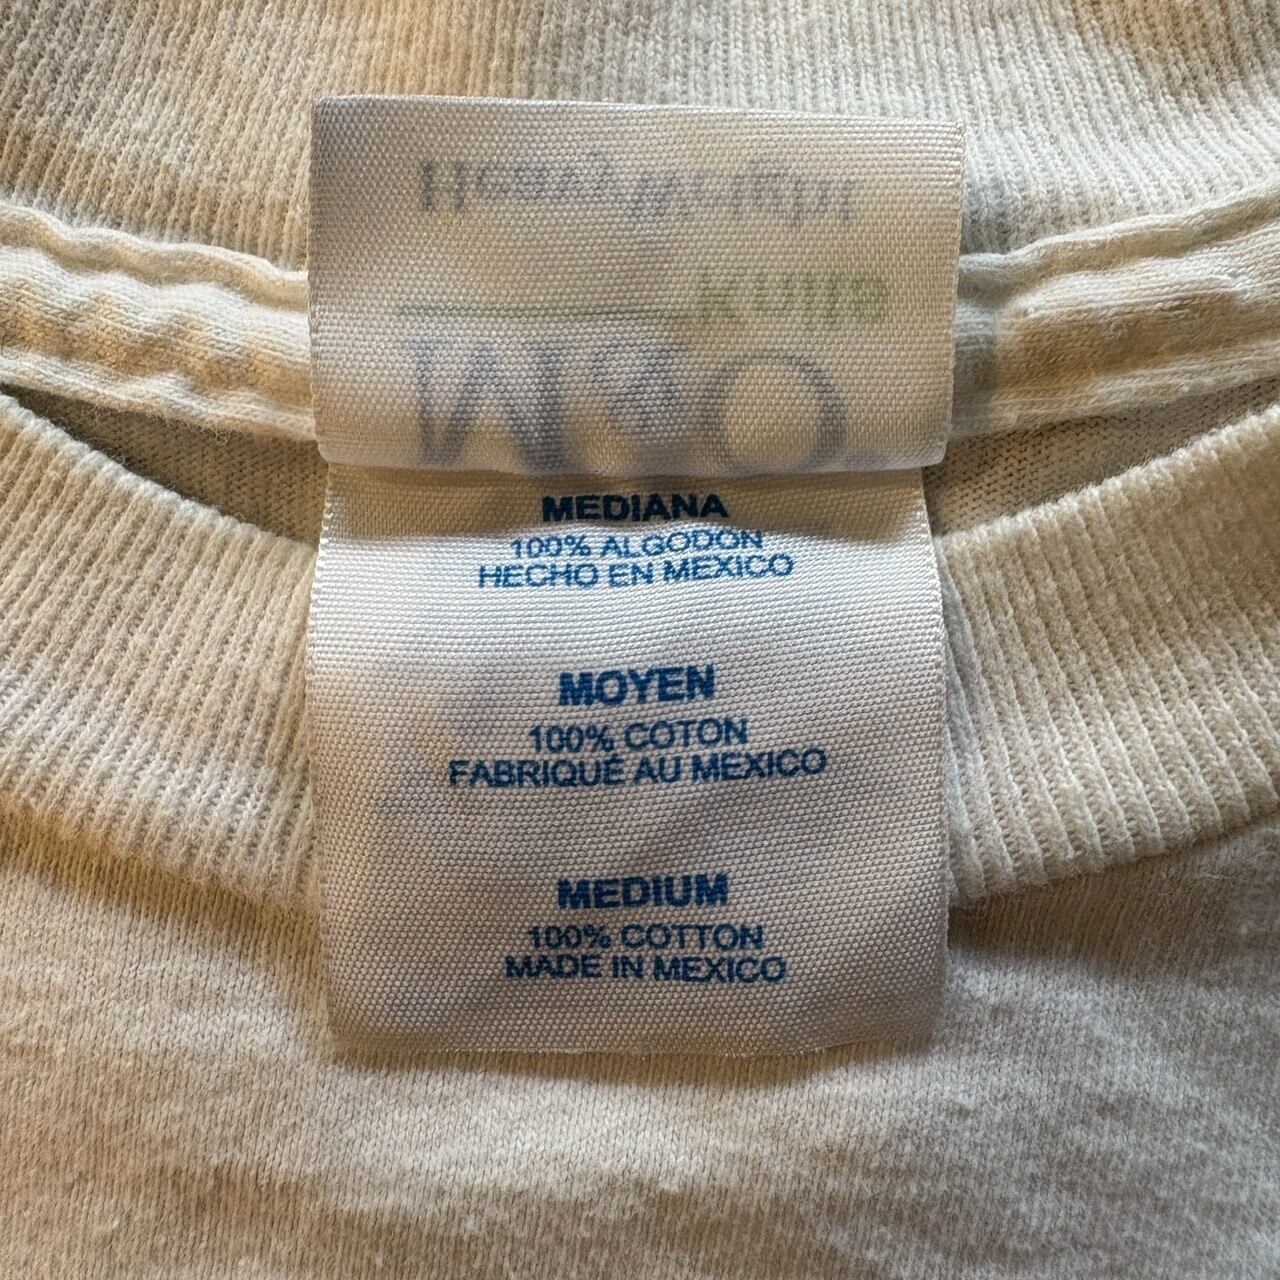 MEDIANA
100% ALGODON
HECHO EN MEXICO
MOYEN
100% COTON
FABRIQUÉ AU MEXICO
MEDIUM
100% COTTON
MADE IN MEXICO